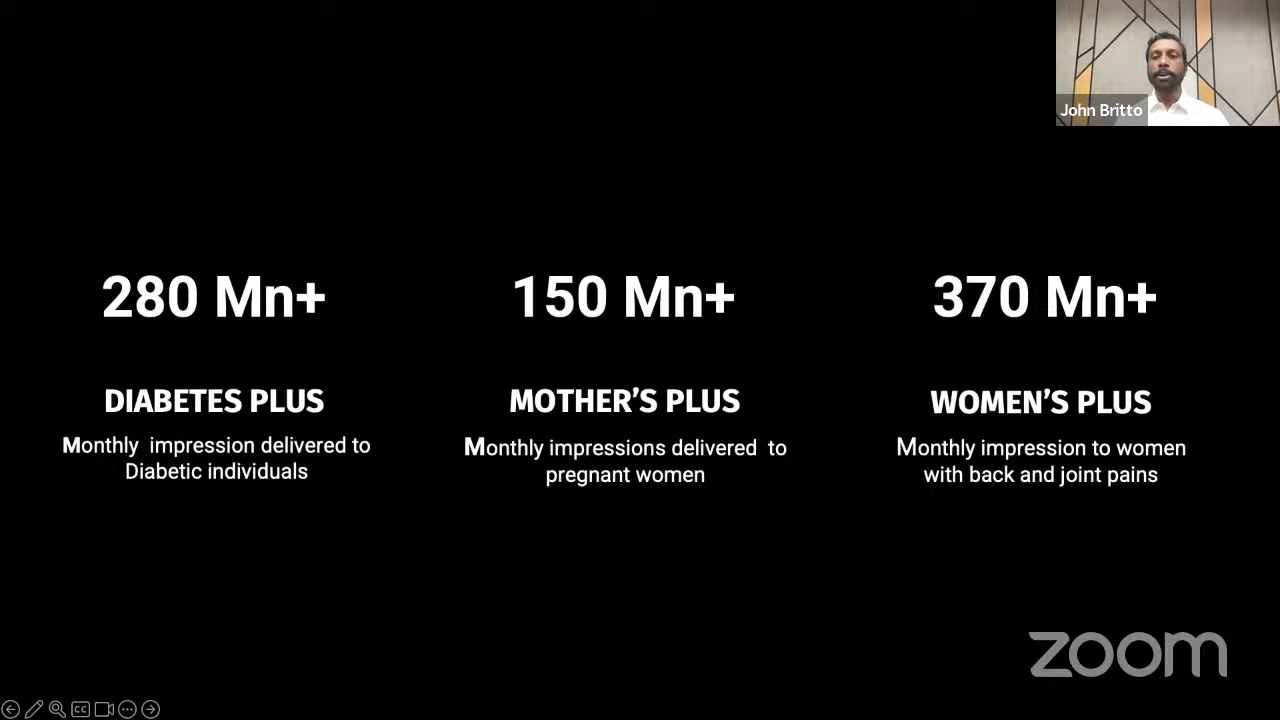 John Britto
280 Mn+
150 Mn+
370 Mn+
DIABETES PLUS
Monthly impression delivered to
Diabetic individuals
MOTHER’S PLUS
Monthly impressions delivered to
pregnant women
WOMEN’S PLUS
Monthly impression to women
with back and joint pains
zoom
CC